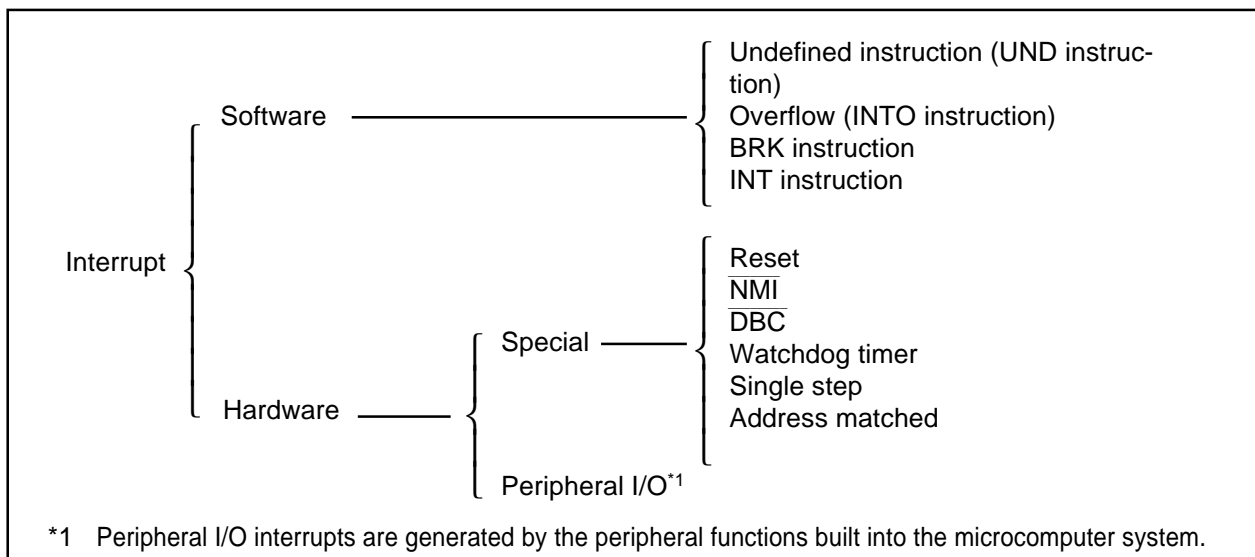 Undefined instruction (UND instruc-
tion)
Software
Overflow (INTO instruction)
BRK instruction
INT instruction
Interrupt
Reset
N̅M̅I̅
D̅B̅C̅
Special
Watchdog timer
Single step
Hardware
Address matched
Peripheral I/O*1
*1 Peripheral I/O interrupts are generated by the peripheral functions built into the microcomputer system.